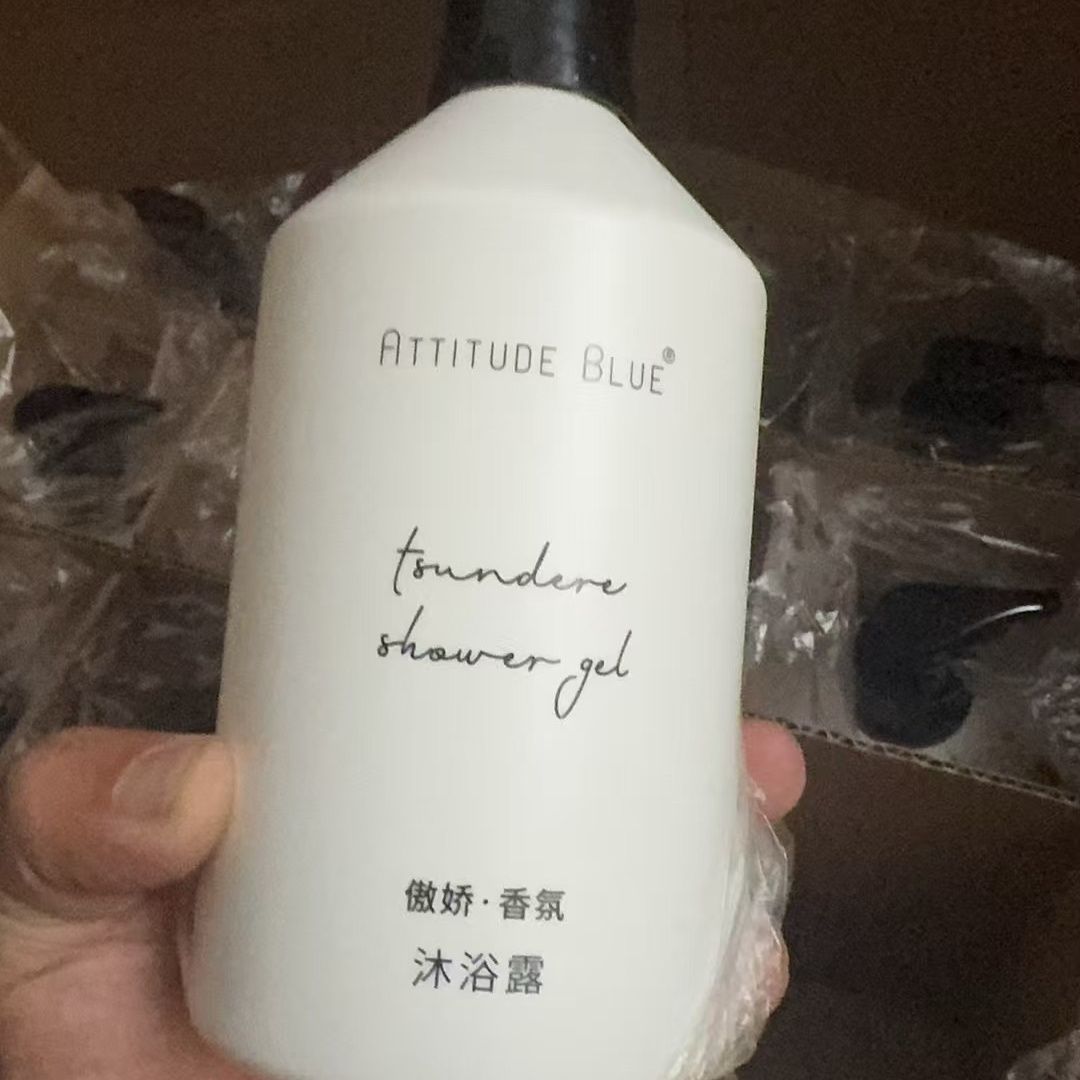 ATTITUDE BLUE®
tsundere
shower gel
傲娇·香氛
沐浴露